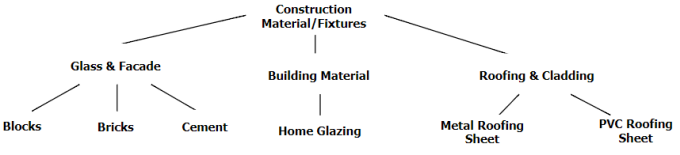 Construction
Material/Fixtures
Glass & Facade
Building Material
Roofing & Cladding
Blocks
Bricks
Cement
Home Glazing
Metal Roofing
Sheet
PVC Roofing
Sheet